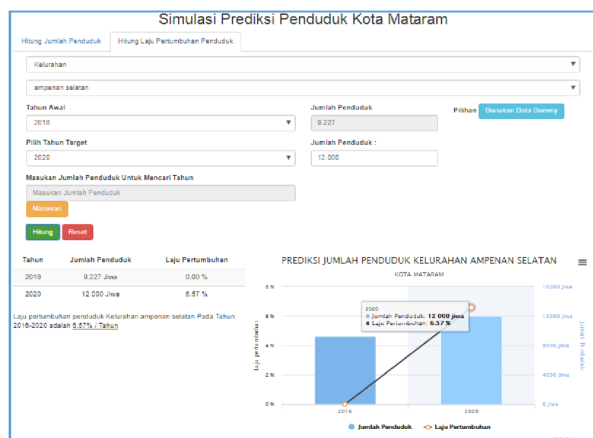 Simulasi Prediksi Penduduk Kota Mataram
Hitung Jumlah Penduduk
Hitung Laju Pertumbuhan Penduduk
Kelurahan
ampenan selatan
Tahun Awal
Jumlah Penduduk
Pilihan
Gunakan Data Dummy
2016
9.227
Pilih Tahun Target
Jumlah Penduduk :
2020
12.000
Masukan Jumlah Penduduk Untuk Mencari Tahun
Masukan Jumlah Penduduk
Masukan
Hitung
Reset
Tahun Jumlah Penduduk Laju Pertumbuhan
2016 9.227 Jiwa 0.00 %
2020 12.000 Jiwa 6.57 %
Laju pertumbuhan penduduk Kelurahan ampenan selatan Pada Tahun
2016-2020 adalah 6.57% / Tahun
PREDIKSI JUMLAH PENDUDUK KELURAHAN AMPENAN SELATAN
KOTA MATARAM
8 %
6 %
4 %
2 %
0 %
Laju pertumbuhan
16000 jiwa
12000 jiwa
8000 jiwa
4000 jiwa
0 jiwa
Jumlah Penduduk
2020
Jumlah Penduduk: 12 000 jiwa
Laju Pertumbuhan: 6.57 %
2016
2020
Jumlah Penduduk
Laju Pertumbuhan